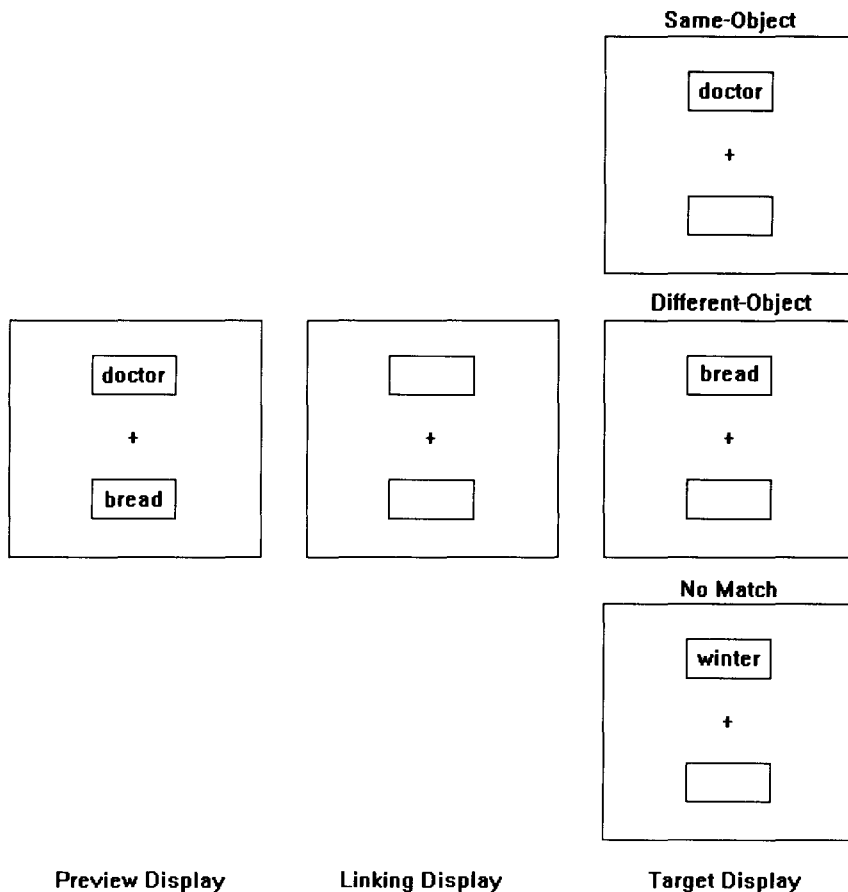 Same-Object
doctor
+
Different-Object
doctor
+
bread
+
bread
+
No Match
winter
+
Preview Display Linking Display Target Display